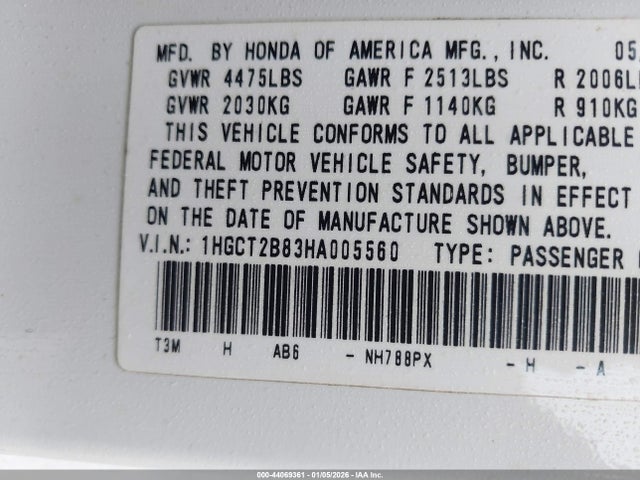 MFD. BY HONDA OF AMERICA MFG., INC. 05
GVWR 4475LBS GAWR F 2513LBS R 2006L
GVWR 2030KG GAWR F 1140KG R 910KG
THIS VEHICLE CONFORMS TO ALL APPLICABLE
FEDERAL MOTOR VEHICLE SAFETY, BUMPER,
AND THEFT PREVENTION STANDARDS IN EFFECT
ON THE DATE OF MANUFACTURE SHOWN ABOVE.
V.I.N.: 1HGCT2B83HA005560 TYPE: PASSENGER
T3M H AB6 - NH788PX - H - A
000-44069361 - 01/05/2026 - IAA Inc.